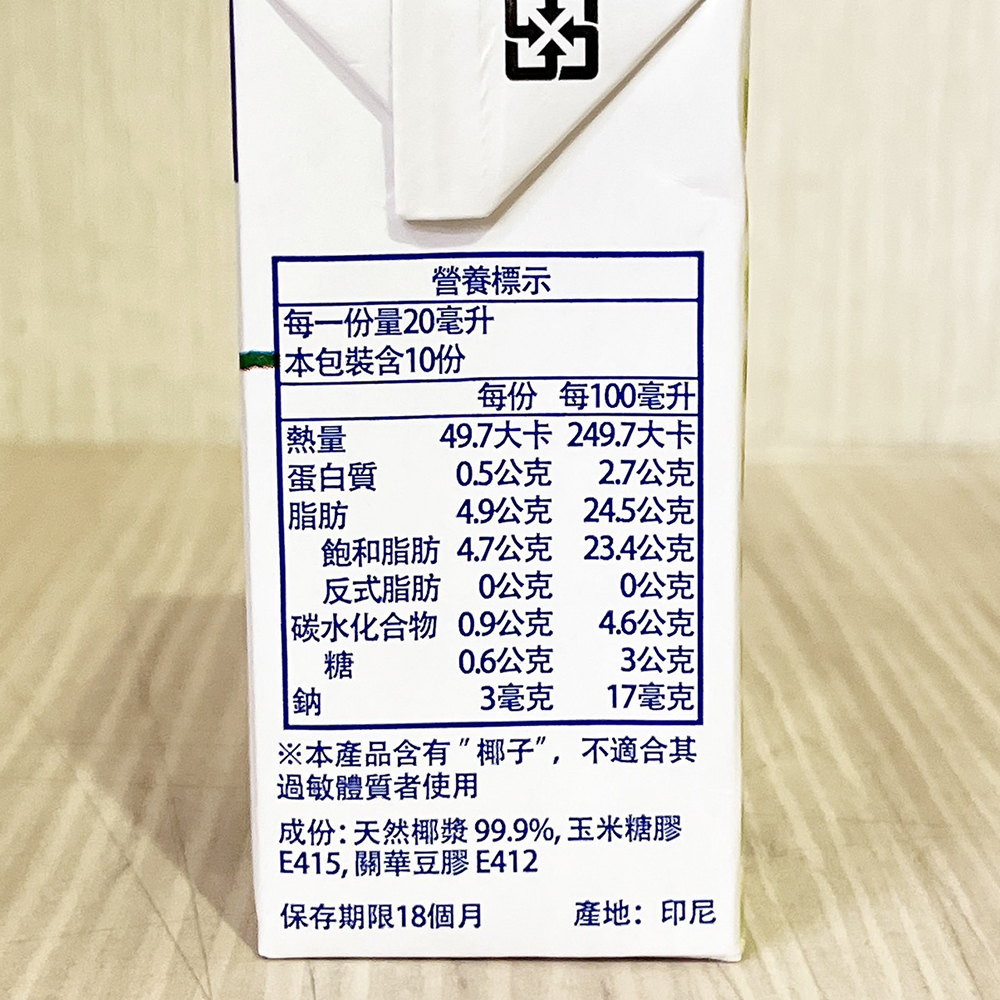 營養標示
每一份量20毫升
本包裝含10份
每份 每100毫升
熱量 49.7大卡 249.7大卡
蛋白質 0.5公克 2.7公克
脂肪 4.9公克 24.5公克
飽和脂肪 4.7公克 23.4公克
反式脂肪 0公克 0公克
碳水化合物 0.9公克 4.6公克
糖 0.6公克 3公克
鈉 3毫克 17毫克
※本產品含有"椰子", 不適合其
過敏體質者使用
成份: 天然椰漿 99.9%, 玉米糖膠
E415, 關華豆膠 E412
保存期限18個月 產地: 印尼